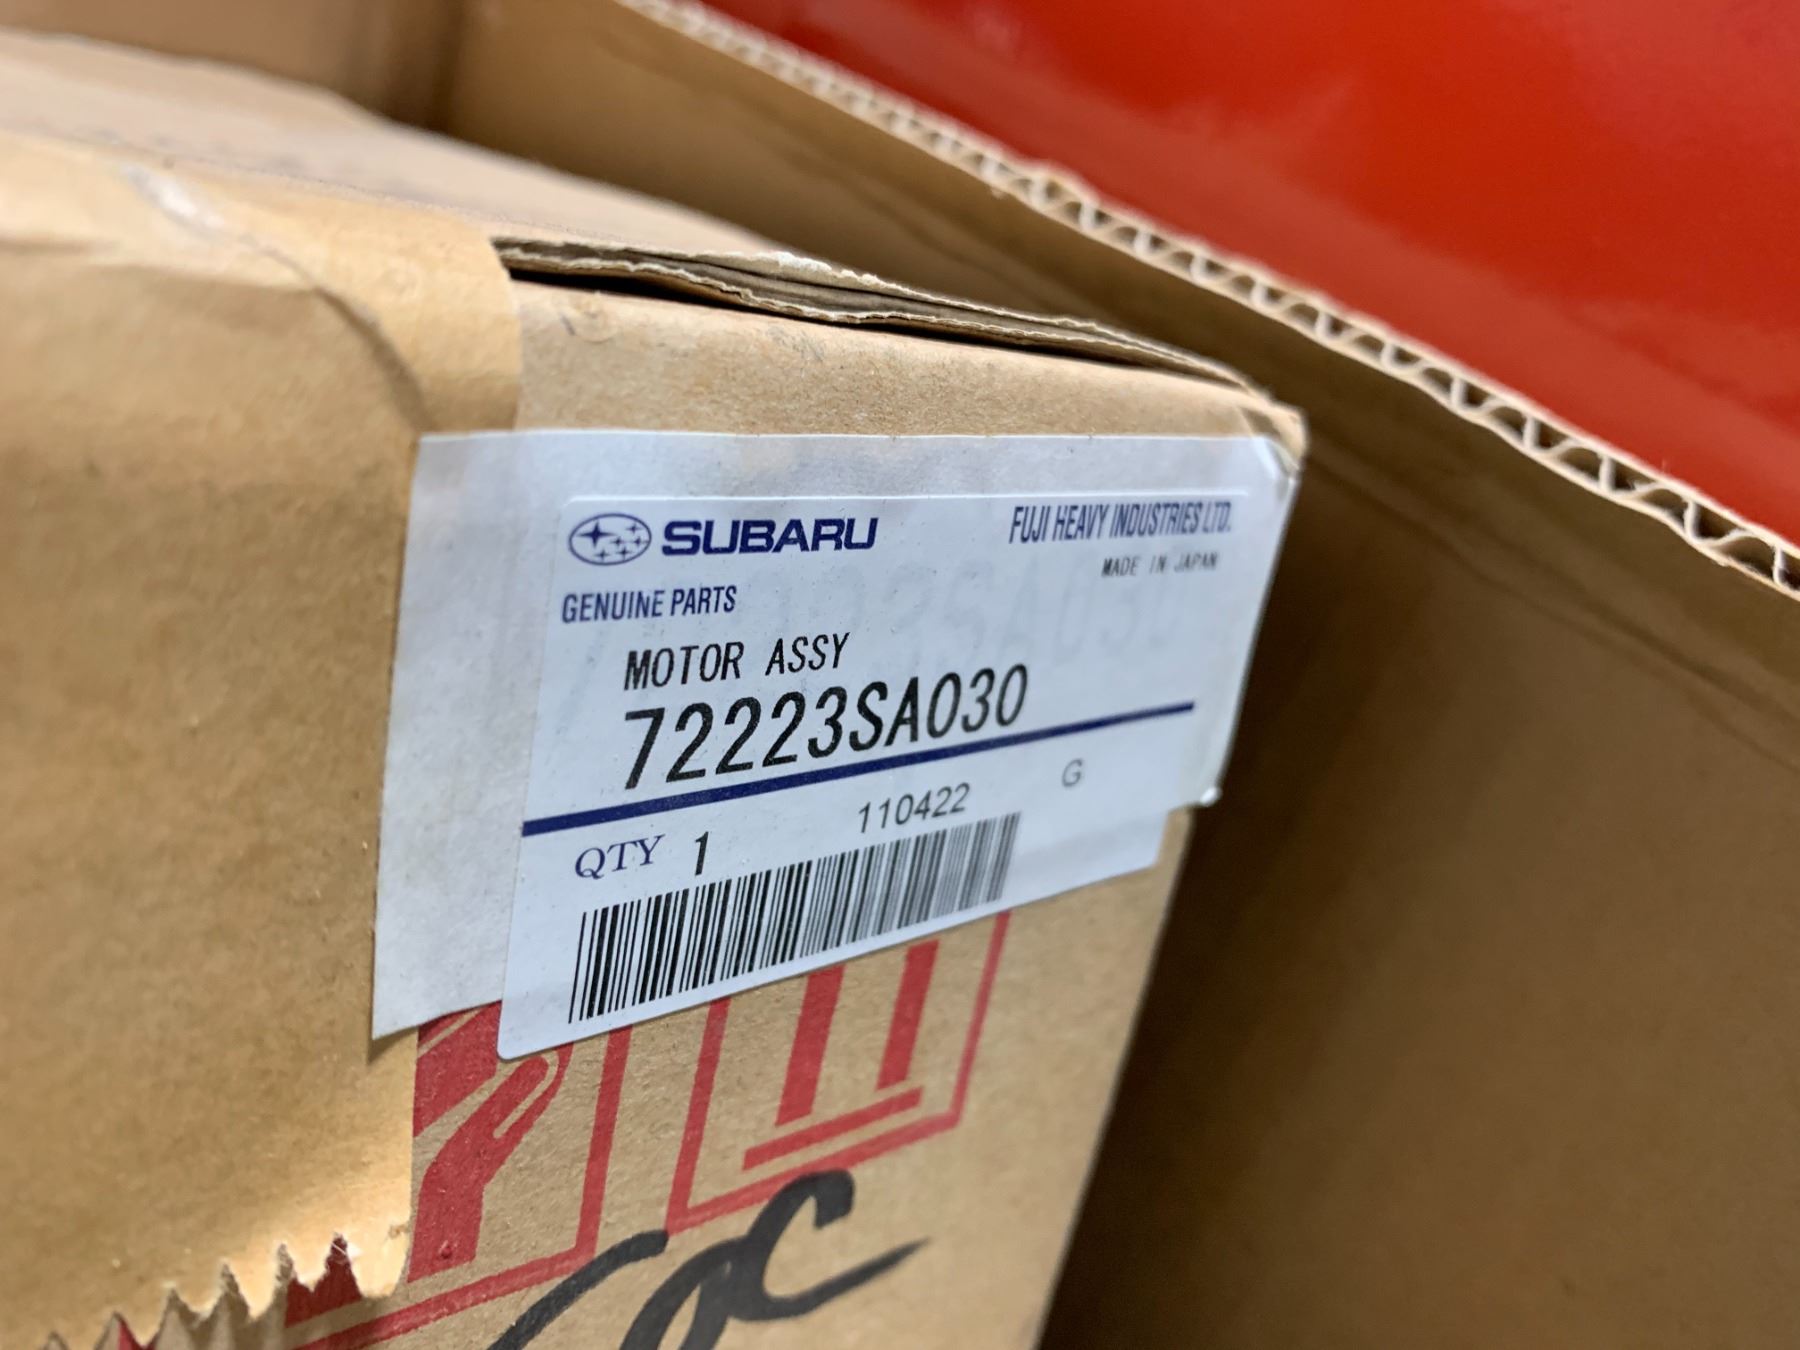 SUBARU
FUJI HEAVY INDUSTRIES LTD.
MADE IN JAPAN
GENUINE PARTS
MOTOR ASSY
72223SA030
110422
G
QTY 1